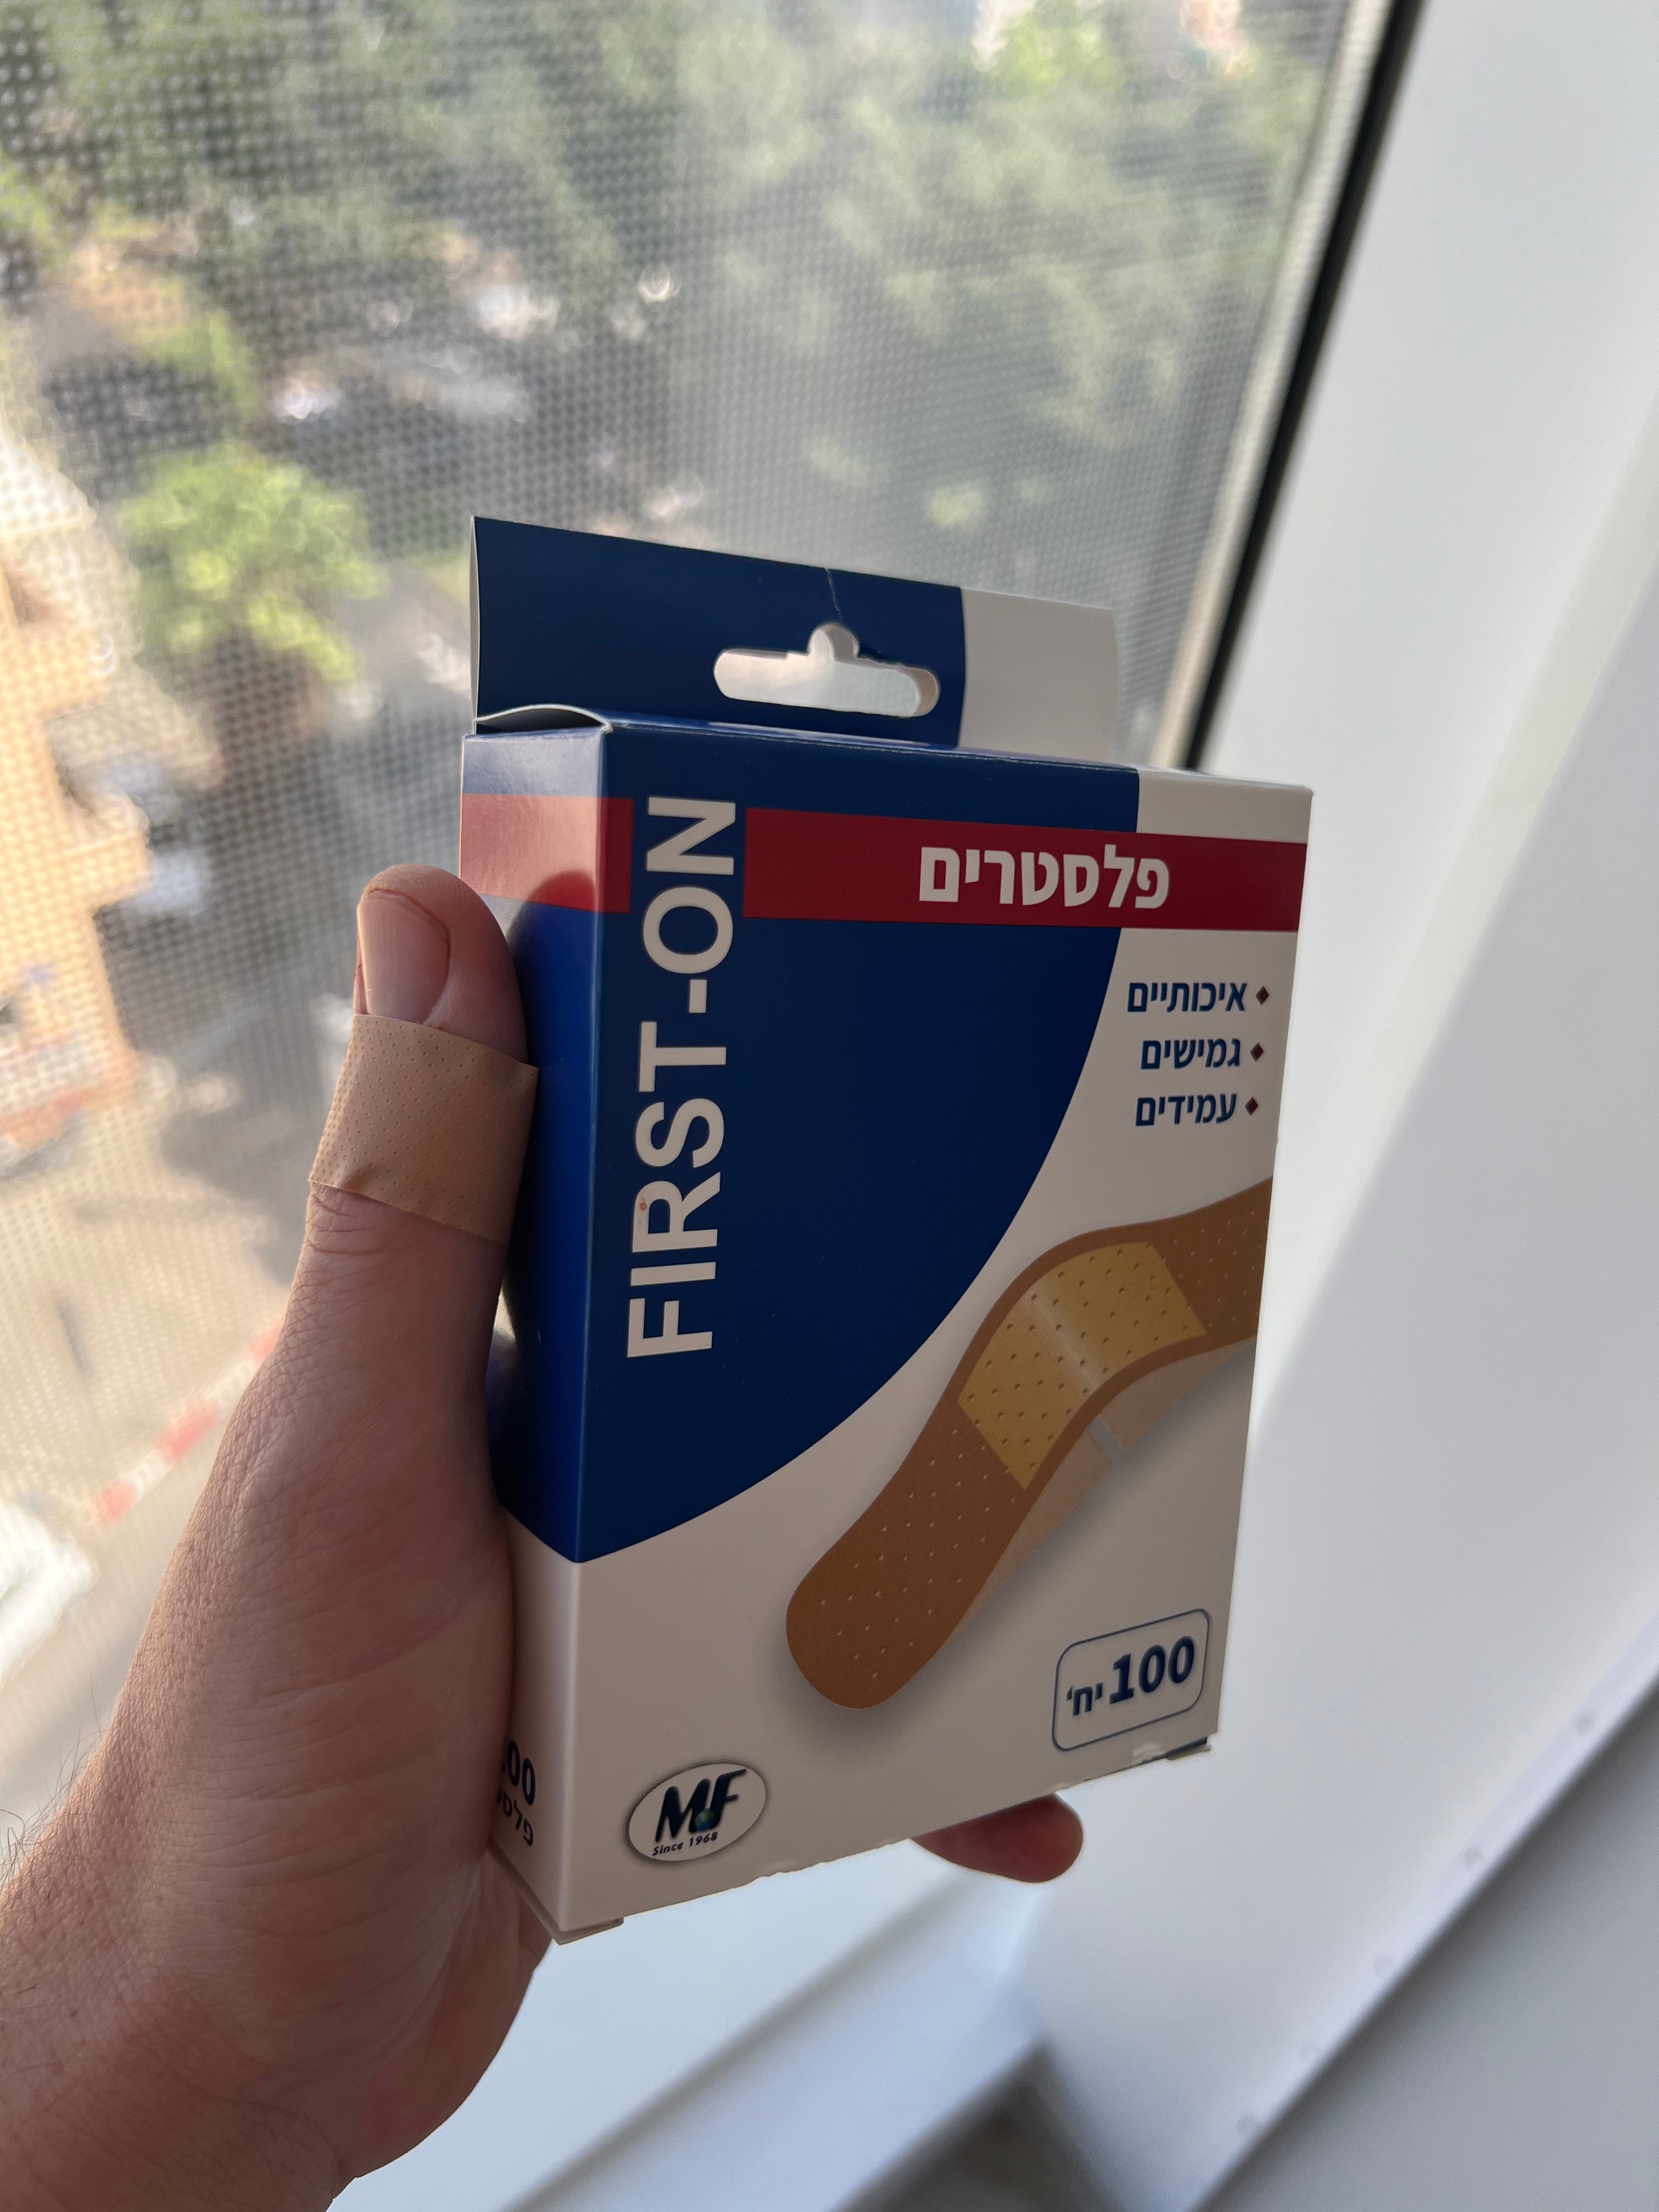 FIRST-ON
פלסטרים
איכותיים
גמישים
עמידים
100 יח'
MF
Since 1968